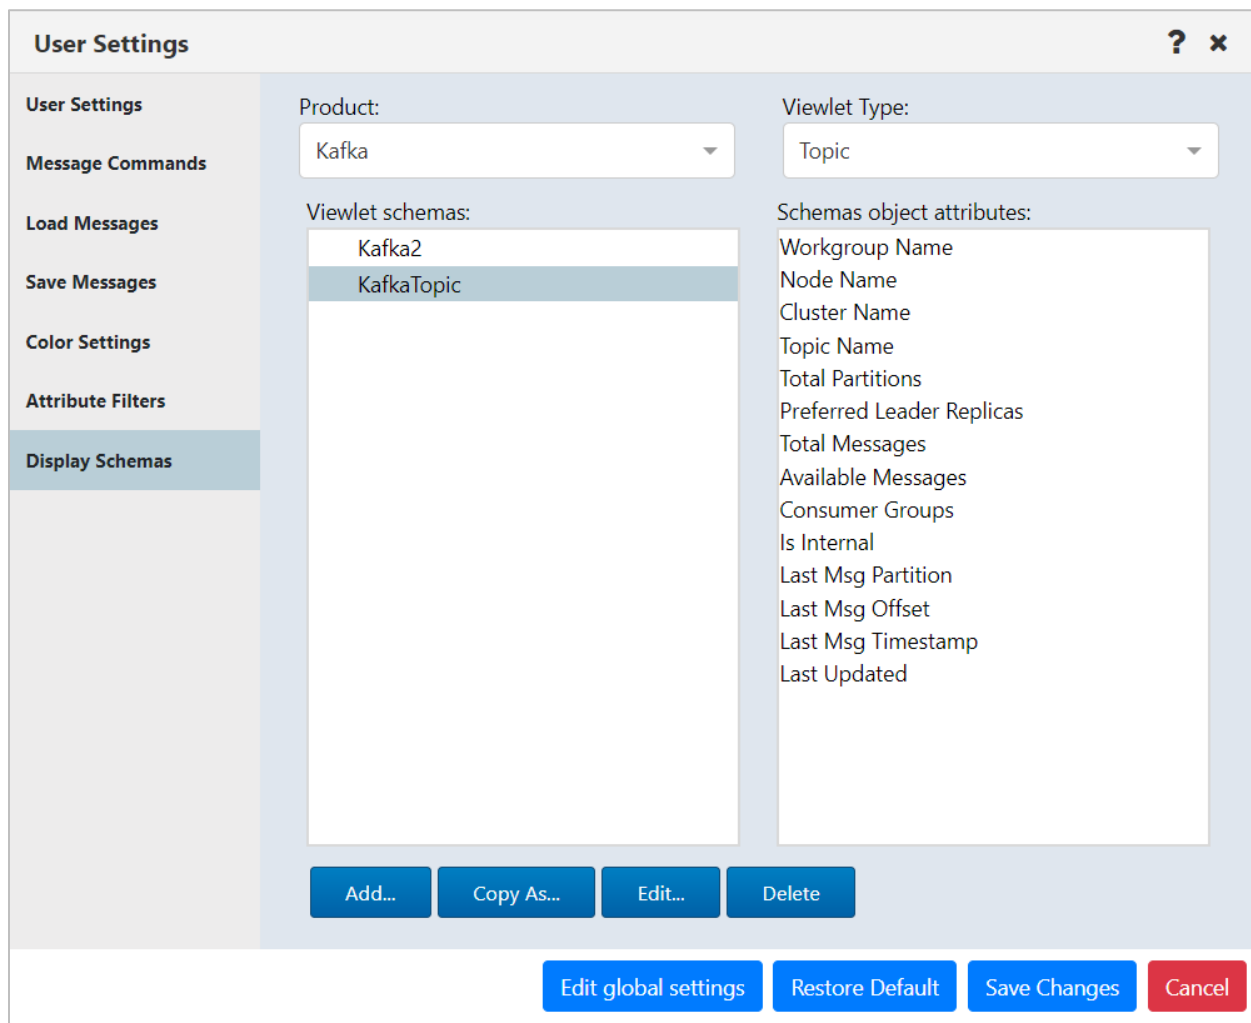 User Settings
? ×
User Settings
Message Commands
Load Messages
Save Messages
Color Settings
Attribute Filters
Display Schemas
Product:
Kafka
Viewlet Type:
Topic
Viewlet schemas:
Kafka2
KafkaTopic
Schemas object attributes:
Workgroup Name
Node Name
Cluster Name
Topic Name
Total Partitions
Preferred Leader Replicas
Total Messages
Available Messages
Consumer Groups
Is Internal
Last Msg Partition
Last Msg Offset
Last Msg Timestamp
Last Updated
Add... Copy As... Edit... Delete
Edit global settings Restore Default Save Changes Cancel